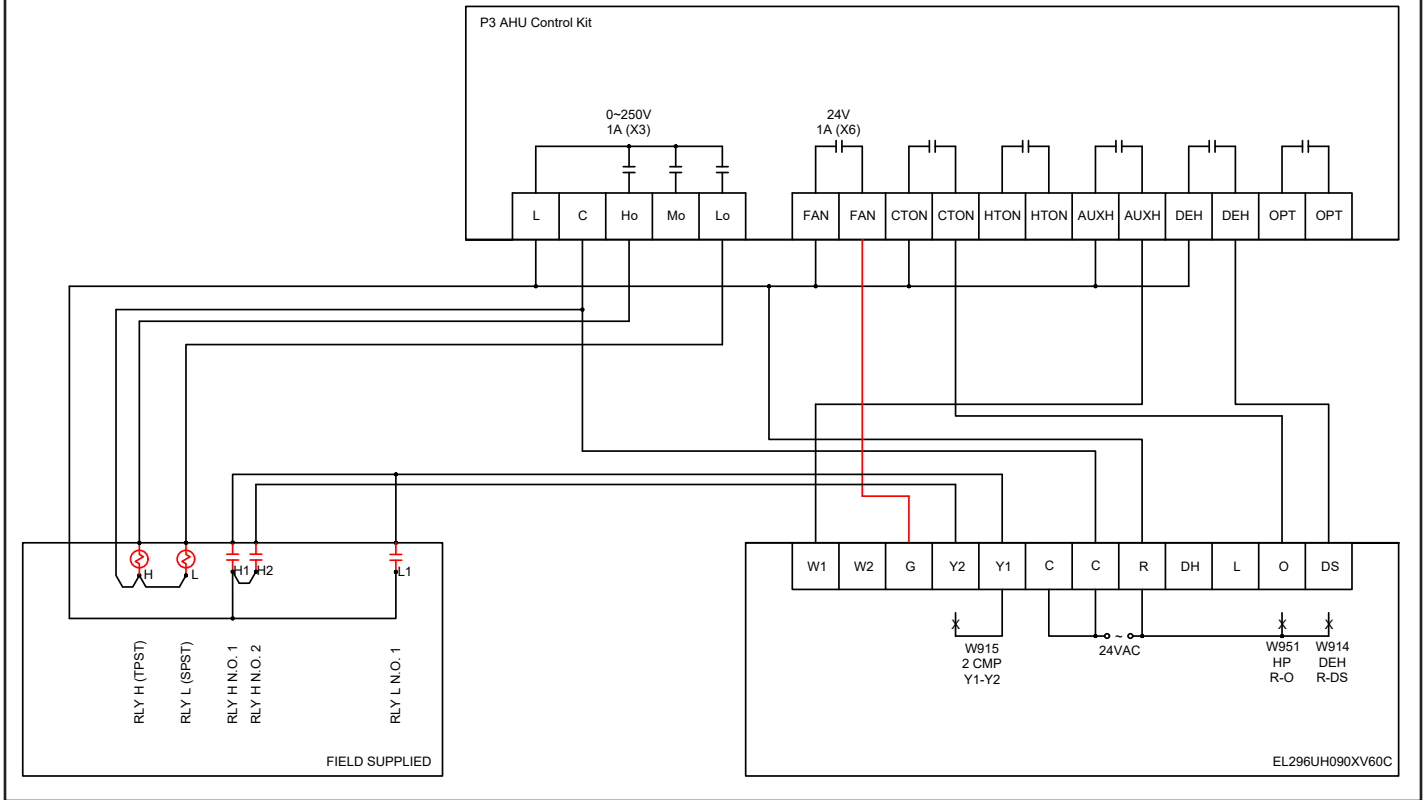 P3 AHU Control Kit
0~250V
1A (X3)
24V
1A (X6)
L C Ho Mo Lo FAN FAN CTON CTON HTON HTON AUXH AUXH DEH DEH OPT OPT
H L H1 H2 L1
W1 W2 G Y2 Y1 C C R DH L O DS
RLY H (TPST)
RLY L (SPST)
RLY H N.O. 1
RLY H N.O. 2
RLY L N.O. 1
FIELD SUPPLIED
W915
2 CMP
Y1-Y2
~
24VAC
W951
HP
R-O
W914
DEH
R-DS
EL296UH090XV60C